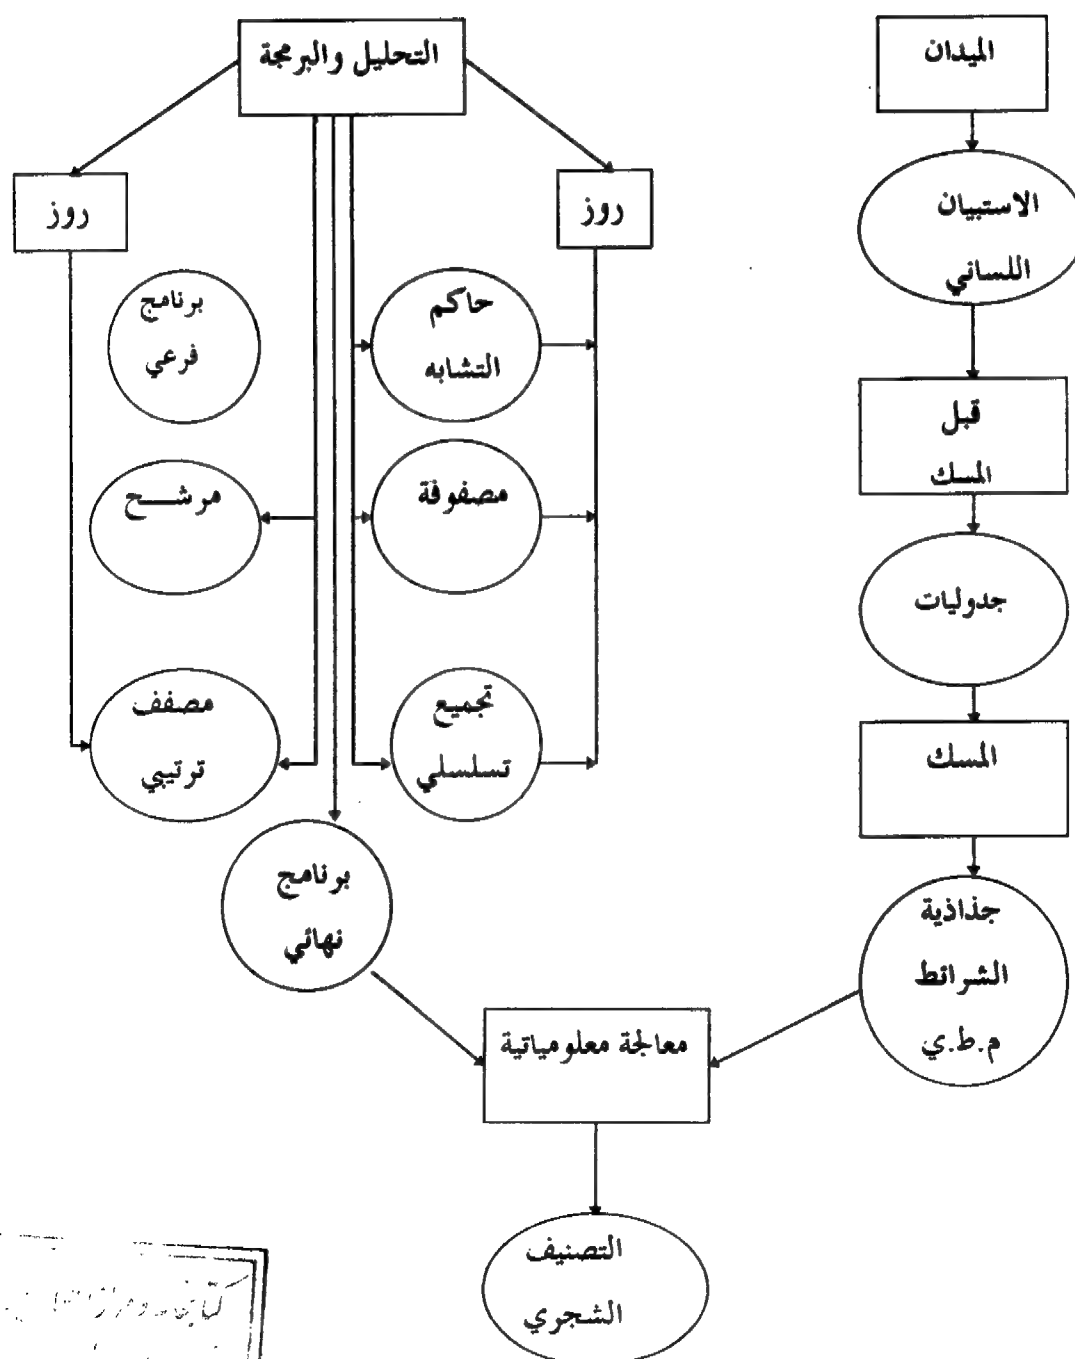 الميدان
الاستبيان
اللساني
قبل
المسك
جدوليات
المسك
جذاذية
الشرائط
م.ط.ي
التحليل والبرمجة
روز
حاكم
التشابه
مصفوفة
تجميع
تسلسلي
روز
برنامج
فرعي
مرشــح
مصفف
ترتيبي
برنامج
نهائي
معالجة معلومياتية
التصنيف
الشجري